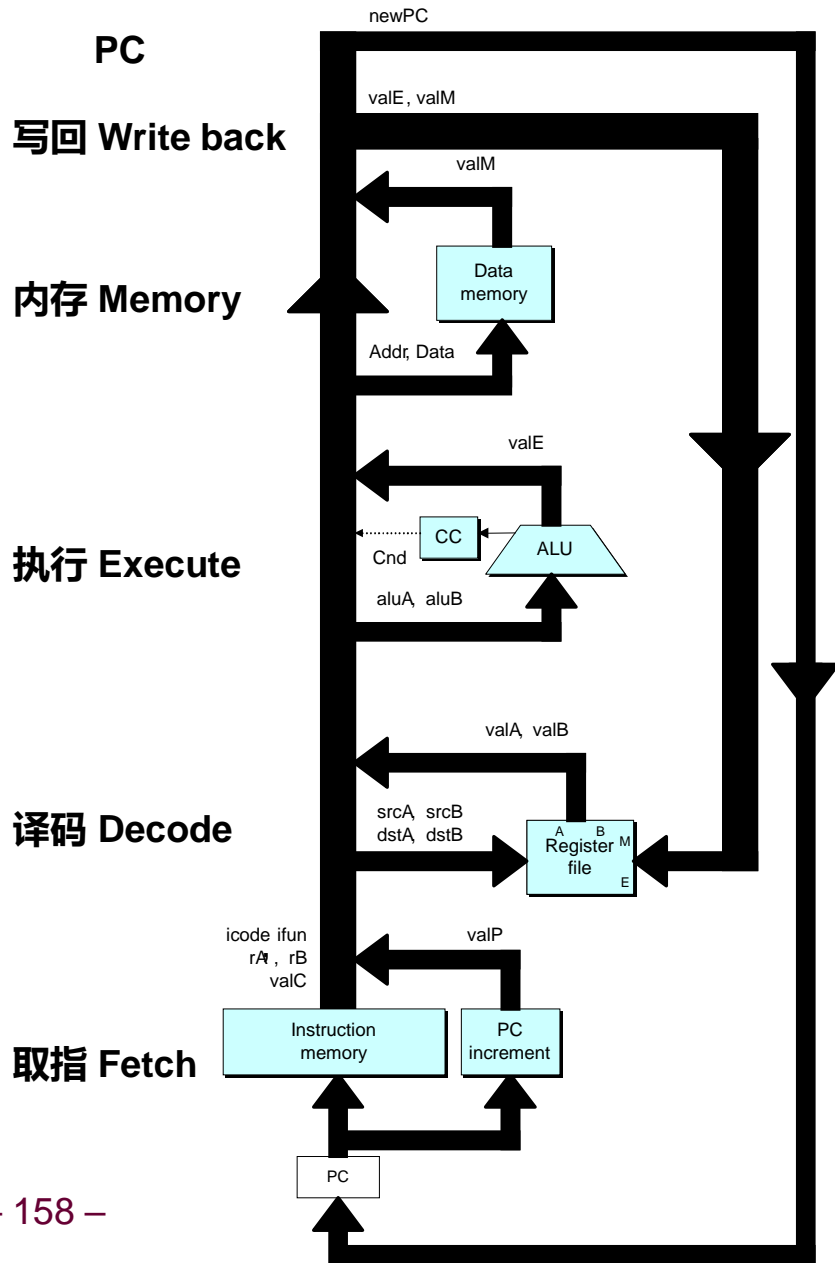 newPC
PC
valE, valM
写回 Write back
valM
Data
memory
内存 Memory
Addr, Data
valE
CC
ALU
执行 Execute
Cnd
aluA, aluB
valA, valB
srcA, srcB
dstA, dstB
译码 Decode
A B
Register M
file
E
icode ifun
rA, rB
valC
valP
Instruction
memory
PC
increment
取指 Fetch
PC
– 158 –